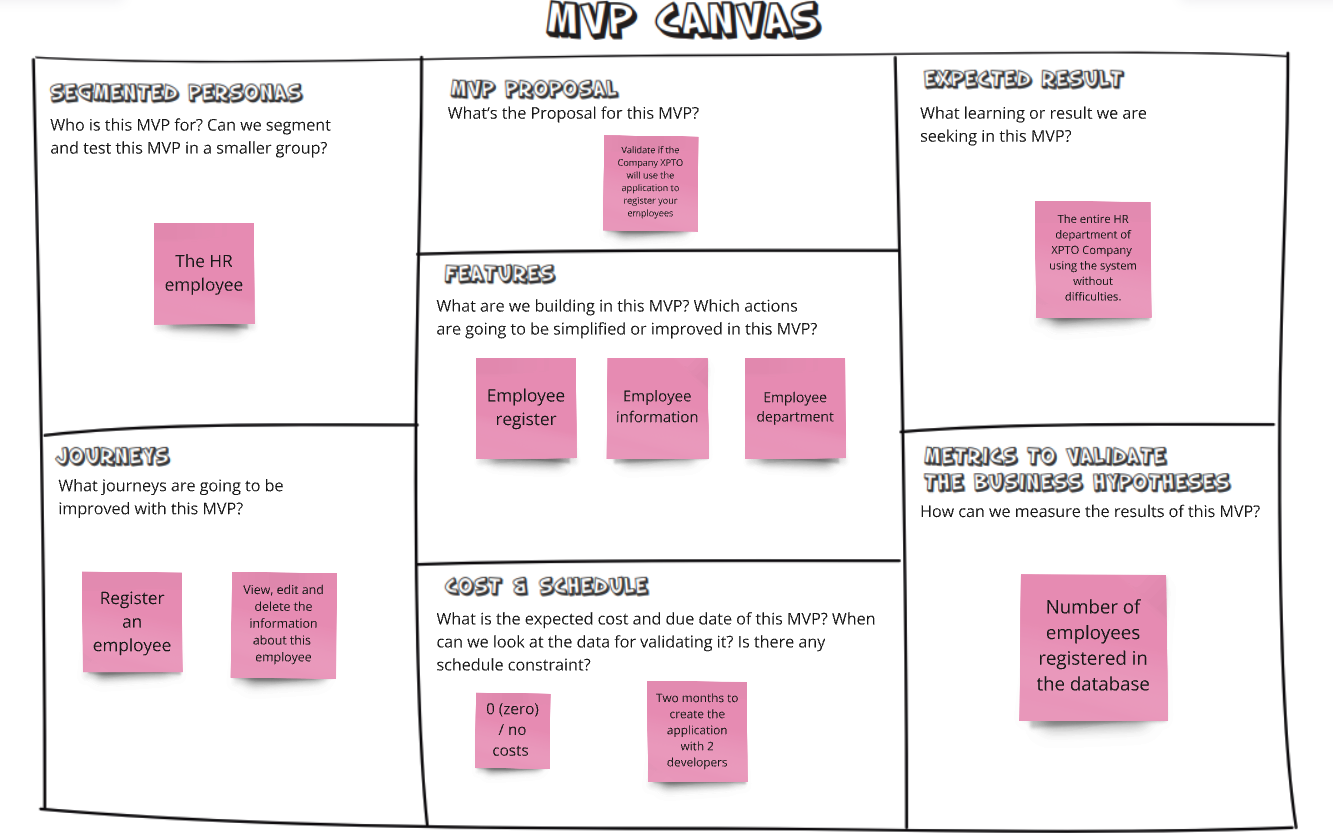 MVP CANVAS
SEGMENTED PERSONAS
Who is this MVP for? Can we segment
and test this MVP in a smaller group?
The HR
employee
JOURNEYS
What journeys are going to be
improved with this MVP?
Register
an
employee
View, edit and
delete the
information
about this
employee
MVP PROPOSAL
What's the Proposal for this MVP?
Validate if the
Company XPTO
will use the
application to
register your
employees
FEATURES
What are we building in this MVP? Which actions
are going to be simplified or improved in this MVP?
Employee
register
Employee
information
Employee
department
COST & SCHEDULE
What is the expected cost and due date of this MVP? When
can we look at the data for validating it? Is there any
schedule constraint?
0 (zero)
/ no
costs
Two months to
create the
application
with 2
developers
EXPECTED RESULT
What learning or result we are
seeking in this MVP?
The entire HR
department of
XPTO Company
using the system
without
difficulties.
METRICS TO VALIDATE
THE BUSINESS HYPOTHESES
How can we measure the results of this MVP?
Number of
employees
registered in
the database